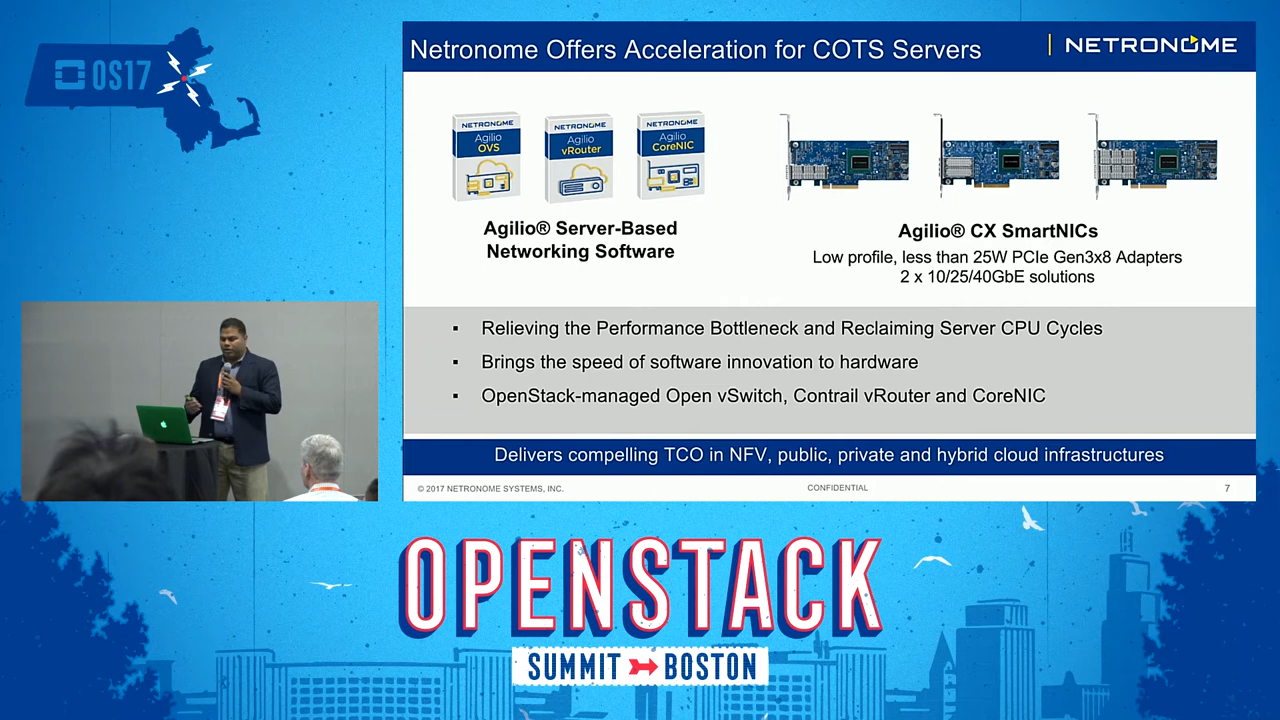 OS17
Netronome Offers Acceleration for COTS Servers
NETRONOME
NETRONOME
Agilio
OVS
NETRONOME
Agilio
vRouter
NETRONOME
Agilio
CoreNIC
Agilio® Server-Based
Networking Software
Agilio® CX SmartNICs
Low profile, less than 25W PCIe Gen3x8 Adapters
2 x 10/25/40GbE solutions
▪ Relieving the Performance Bottleneck and Reclaiming Server CPU Cycles
▪ Brings the speed of software innovation to hardware
▪ OpenStack-managed Open vSwitch, Contrail vRouter and CoreNIC
Delivers compelling TCO in NFV, public, private and hybrid cloud infrastructures
© 2017 NETRONOME SYSTEMS, INC.
CONFIDENTIAL
7
OPENSTACK
SUMMIT BOSTON